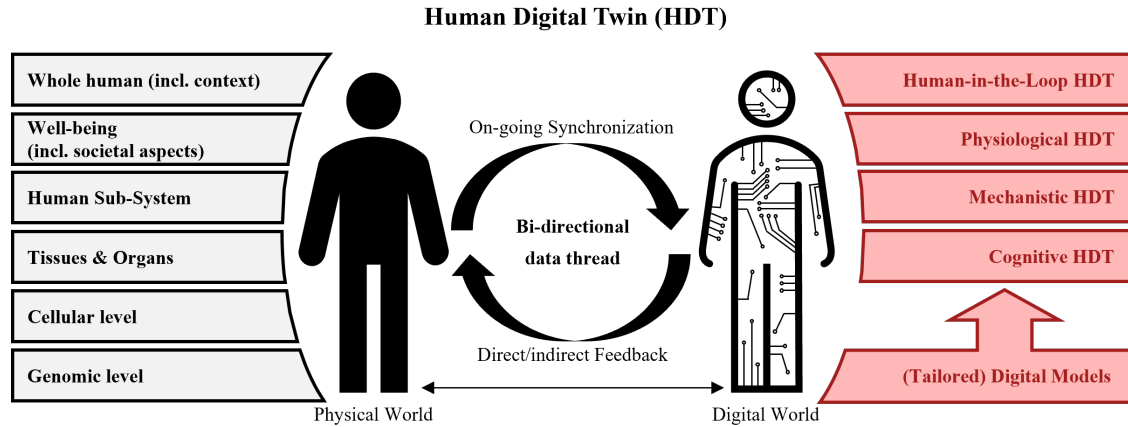 Human Digital Twin (HDT)
Whole human (incl. context)
Well-being
(incl. societal aspects)
Human Sub-System
Tissues & Organs
Cellular level
Genomic level
On-going Synchronization
Bi-directional
data thread
Direct/indirect Feedback
Physical World
Digital World
Human-in-the-Loop HDT
Physiological HDT
Mechanistic HDT
Cognitive HDT
(Tailored) Digital Models